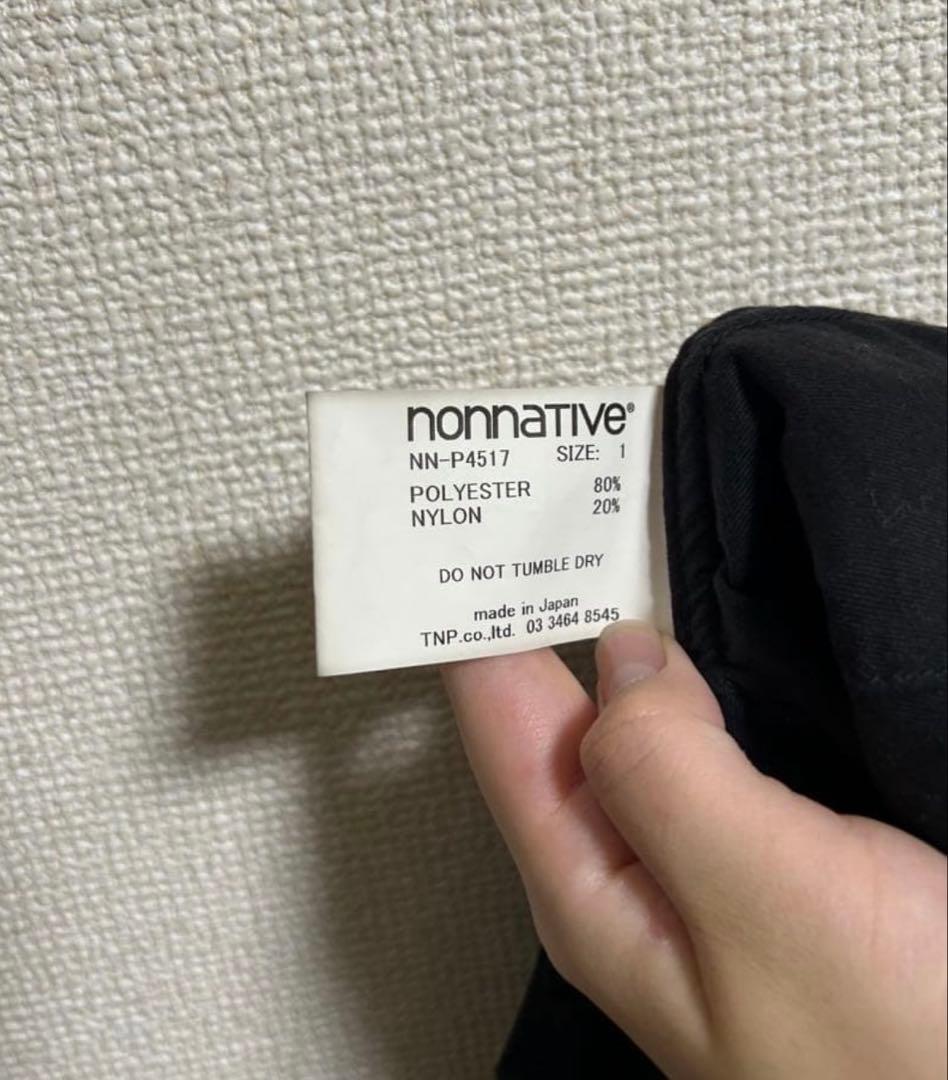 nonnative®
NN-P4517 SIZE: 1
POLYESTER 80%
NYLON 20%
DO NOT TUMBLE DRY
made in Japan
TNP.co.,ltd. 03 3464 8545